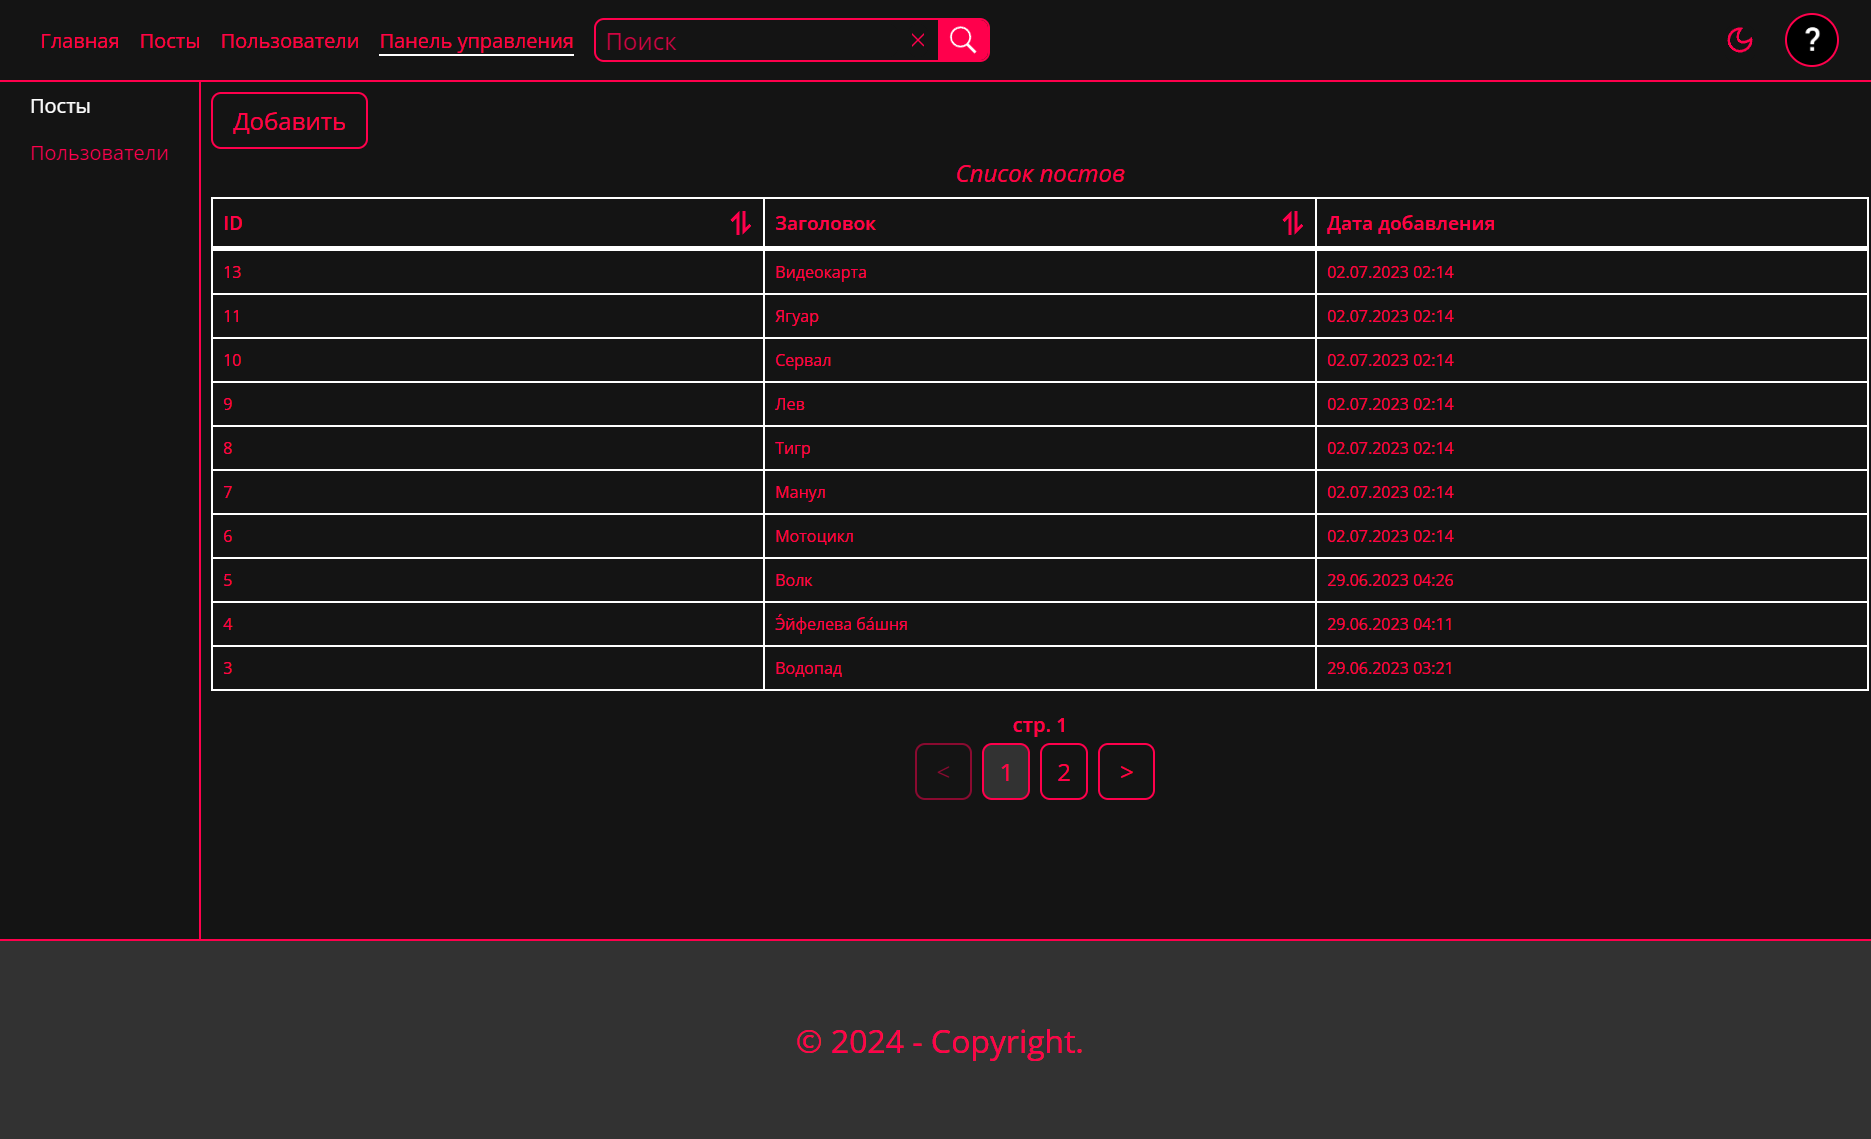 Главная Посты Пользователи Панель управления Поиск × ?
Посты
Пользователи
Добавить
Список постов
ID Заголовок Дата добавления
13 Видеокарта 02.07.2023 02:14
11 Ягуар 02.07.2023 02:14
10 Сервал 02.07.2023 02:14
9 Лев 02.07.2023 02:14
8 Тигр 02.07.2023 02:14
7 Манул 02.07.2023 02:14
6 Мотоцикл 02.07.2023 02:14
5 Волк 29.06.2023 04:26
4 Э́йфелева ба́шня 29.06.2023 04:11
3 Водопад 29.06.2023 03:21
стр. 1
< 1 2 >
© 2024 - Copyright.